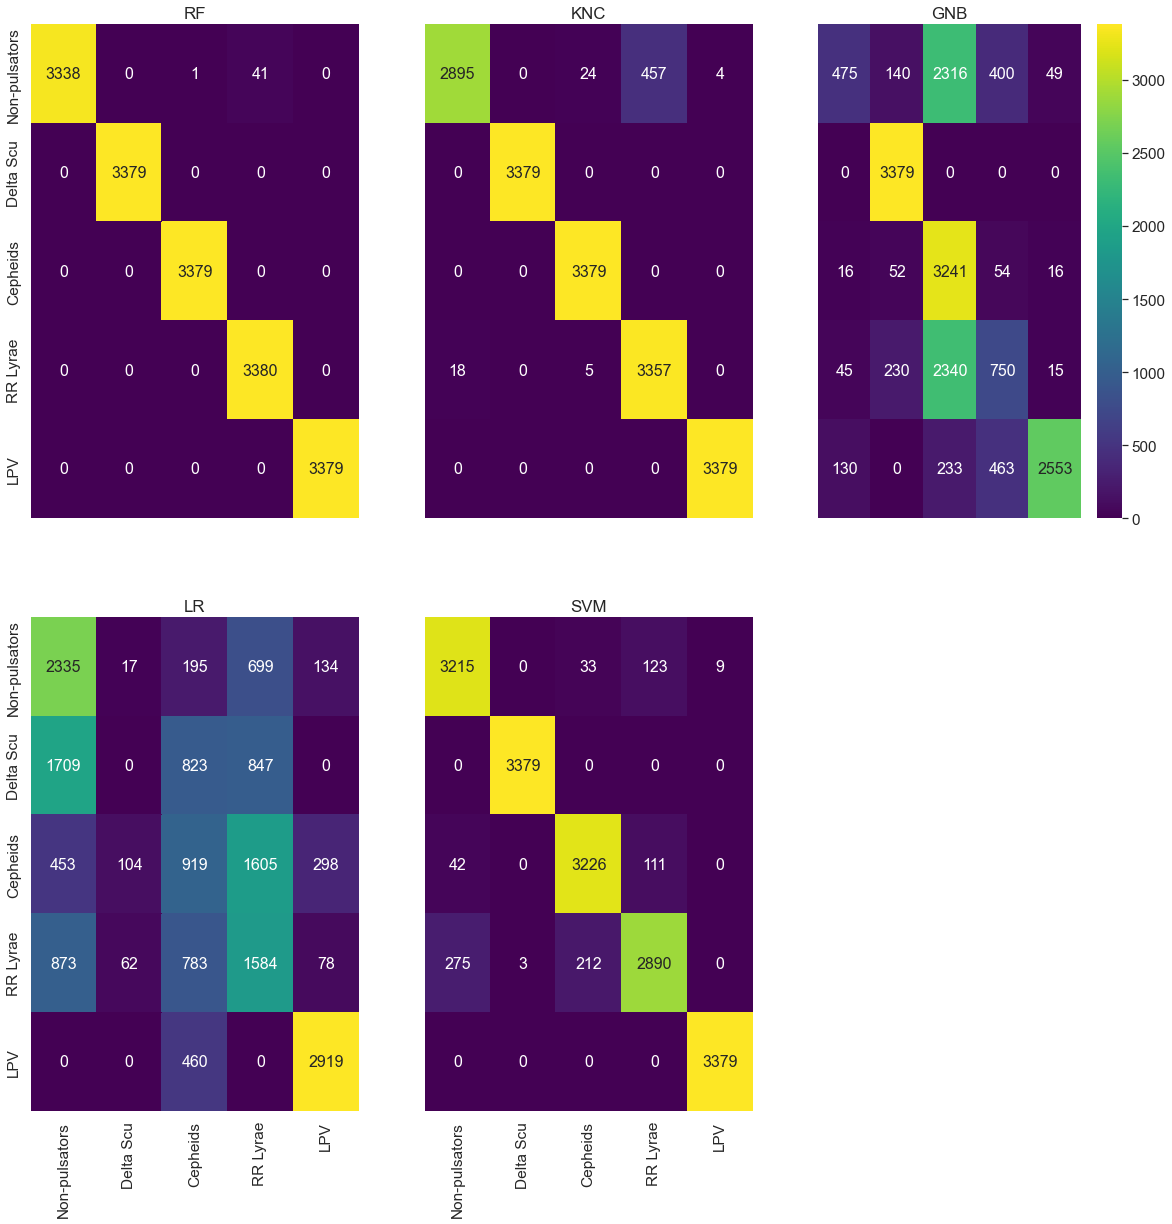 RF KNC GNB
Non-pulsators 3338 0 1 41 0 2895 0 24 457 4 475 140 2316 400 49
Delta Scu 0 3379 0 0 0 0 3379 0 0 0 0 3379 0 0 0
Cepheids 0 0 3379 0 0 0 0 3379 0 0 16 52 3241 54 16
RR Lyrae 0 0 0 3380 0 18 0 5 3357 0 45 230 2340 750 15
LPV 0 0 0 0 3379 0 0 0 0 3379 130 0 233 463 2553
3000
2500
2000
1500
1000
500
0
LR SVM
Non-pulsators 2335 17 195 699 134 3215 0 33 123 9
Delta Scu 1709 0 823 847 0 0 3379 0 0 0
Cepheids 453 104 919 1605 298 42 0 3226 111 0
RR Lyrae 873 62 783 1584 78 275 3 212 2890 0
LPV 0 0 460 0 2919 0 0 0 0 3379
Non-pulsators Delta Scu Cepheids RR Lyrae LPV Non-pulsators Delta Scu Cepheids RR Lyrae LPV